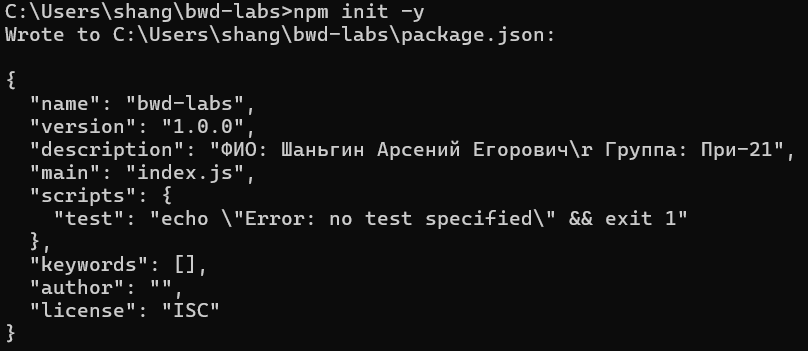 C:\Users\shang\bwd-labs>npm init -y
Wrote to C:\Users\shang\bwd-labs\package.json:
{
  "name": "bwd-labs",
  "version": "1.0.0",
  "description": "ФИО: Шаньгин Арсений Егорович\r Группа: При-21",
  "main": "index.js",
  "scripts": {
    "test": "echo \"Error: no test specified\" && exit 1"
  },
  "keywords": [],
  "author": "",
  "license": "ISC"
}